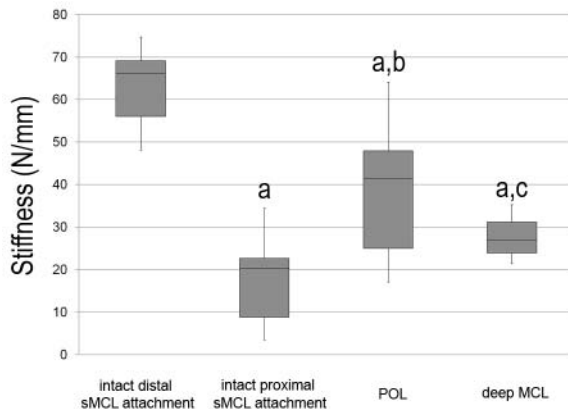 Stiffness (N/mm)
80
70
60
50
40
30
20
10
0
a
a,b
a,c
intact distal
sMCL attachment
intact proximal
sMCL attachment
POL
deep MCL